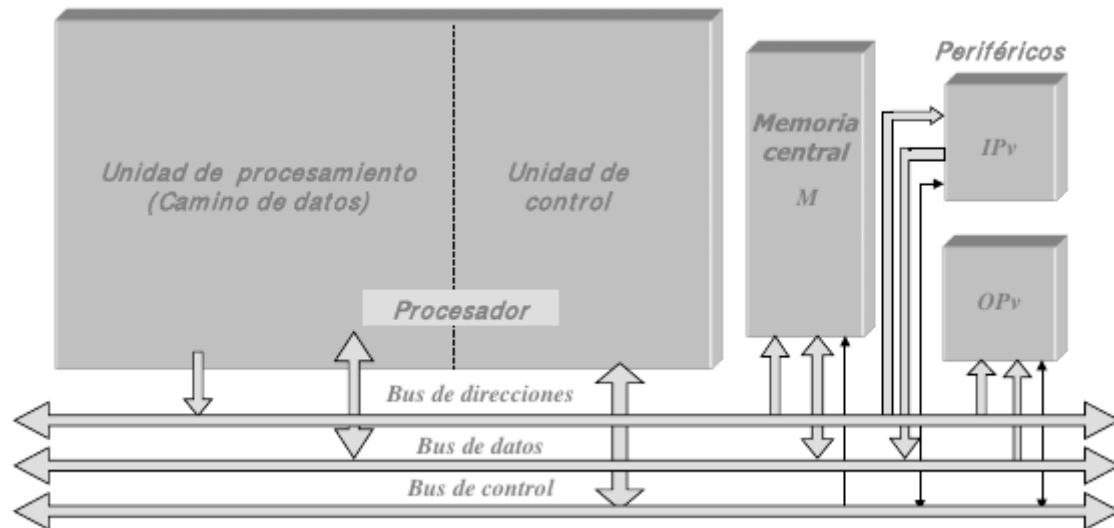 Periféricos
Unidad de procesamiento
(Camino de datos)
Unidad de
control
Memoria
central
M
IPv
OPv
Procesador
Bus de direcciones
Bus de datos
Bus de control